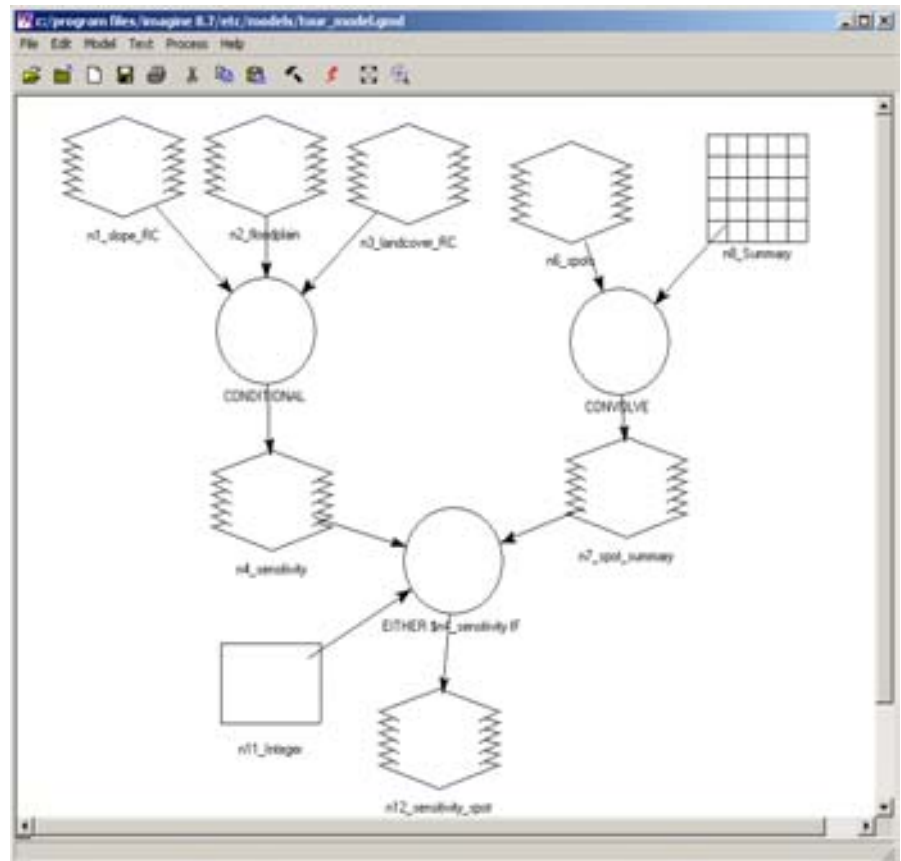 c:/program files/imagine 8.7/etc/models/tour_model.gmd
File Edit Model Text Process Help
n1_slope_RC
n2_floodplain
n3_landcover_RC
n6_spots
n8_Summary
CONDITIONAL
CONVOLVE
n4_sensitivity
n7_spot_summary
EITHER $n4_sensitivity IF
n11_Integer
n12_sensitivity_spot